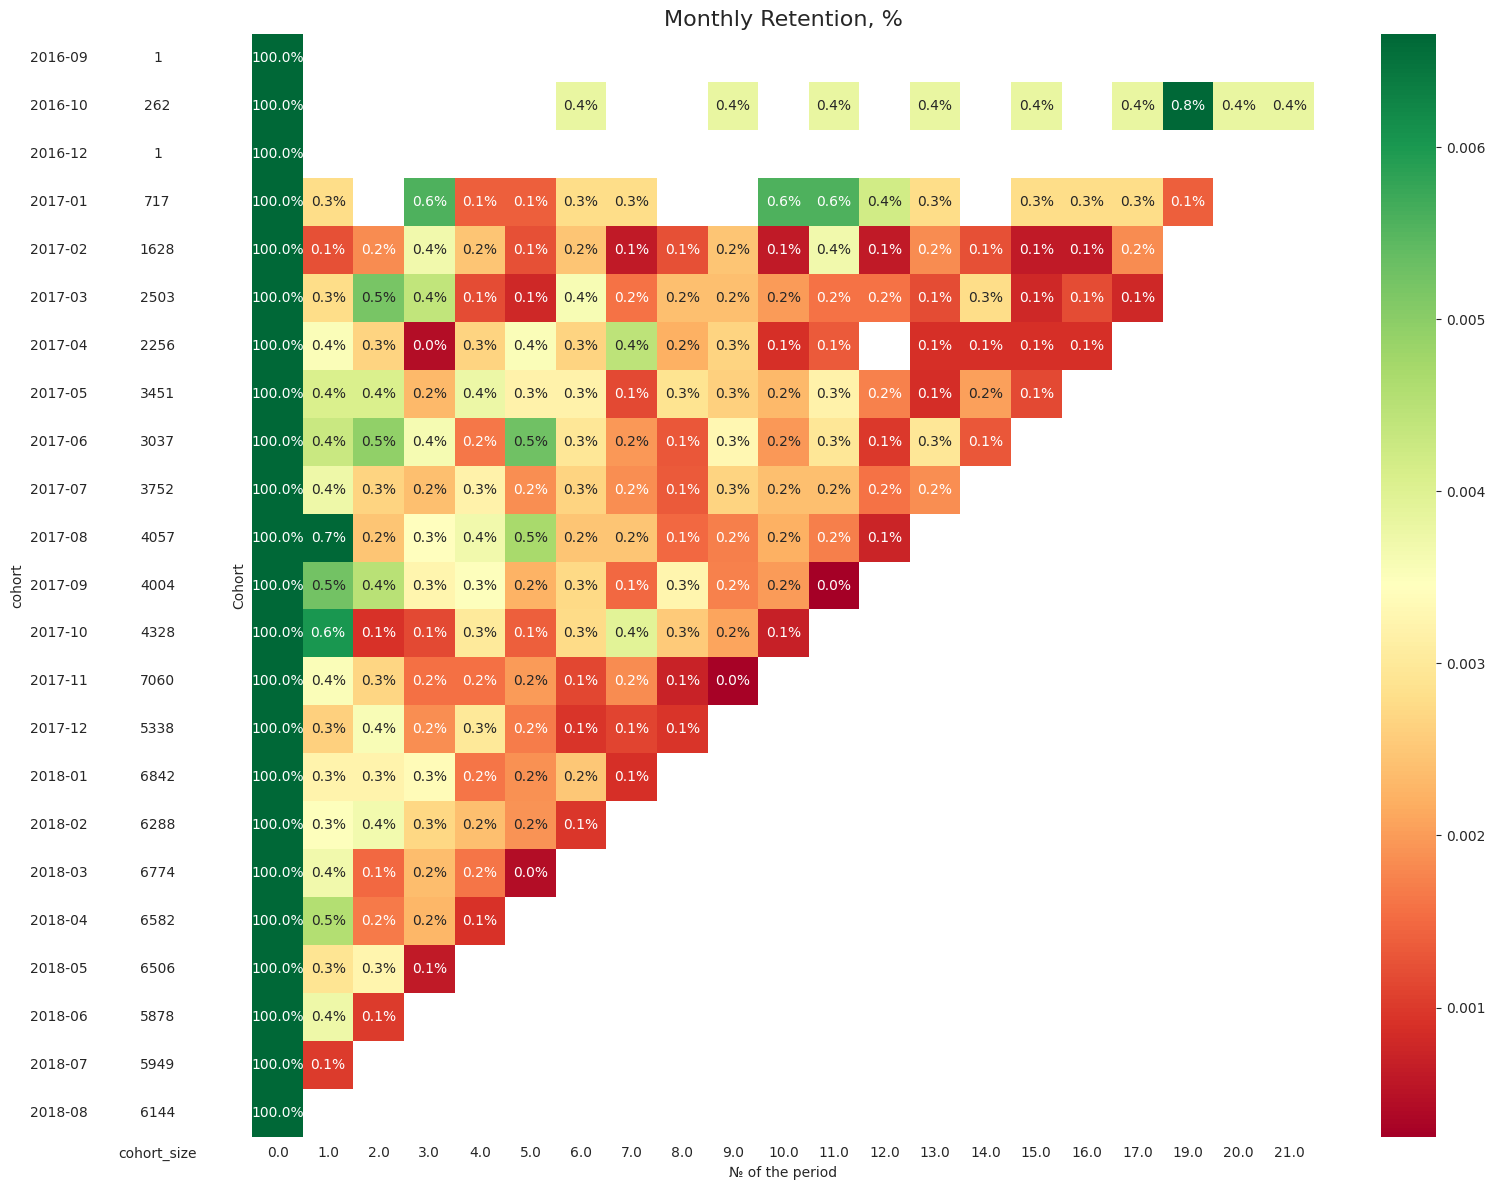 Monthly Retention, %
2016-09 1 100.0%
2016-10 262 100.0% 0.4% 0.4% 0.4% 0.4% 0.4% 0.4% 0.8% 0.4% 0.4%
2016-12 1 100.0%
2017-01 717 100.0% 0.3% 0.6% 0.1% 0.1% 0.3% 0.3% 0.6% 0.6% 0.4% 0.3% 0.3% 0.3% 0.3% 0.1%
2017-02 1628 100.0% 0.1% 0.2% 0.4% 0.2% 0.1% 0.2% 0.1% 0.1% 0.2% 0.1% 0.4% 0.1% 0.2% 0.1% 0.1% 0.1% 0.2%
2017-03 2503 100.0% 0.3% 0.5% 0.4% 0.1% 0.1% 0.4% 0.2% 0.2% 0.2% 0.2% 0.2% 0.2% 0.1% 0.3% 0.1% 0.1% 0.1%
2017-04 2256 100.0% 0.4% 0.3% 0.0% 0.3% 0.4% 0.3% 0.4% 0.2% 0.3% 0.1% 0.1% 0.1% 0.1% 0.1% 0.1%
2017-05 3451 100.0% 0.4% 0.4% 0.2% 0.4% 0.3% 0.3% 0.1% 0.3% 0.3% 0.2% 0.3% 0.2% 0.1% 0.2% 0.1%
2017-06 3037 100.0% 0.4% 0.5% 0.4% 0.2% 0.5% 0.3% 0.2% 0.1% 0.3% 0.2% 0.3% 0.1% 0.3% 0.1%
2017-07 3752 100.0% 0.4% 0.3% 0.2% 0.3% 0.2% 0.3% 0.2% 0.1% 0.3% 0.2% 0.2% 0.2% 0.2%
2017-08 4057 100.0% 0.7% 0.2% 0.3% 0.4% 0.5% 0.2% 0.2% 0.1% 0.2% 0.2% 0.2% 0.1%
2017-09 4004 100.0% 0.5% 0.4% 0.3% 0.3% 0.2% 0.3% 0.1% 0.3% 0.2% 0.2% 0.0%
2017-10 4328 100.0% 0.6% 0.1% 0.1% 0.3% 0.1% 0.3% 0.4% 0.3% 0.2% 0.1%
2017-11 7060 100.0% 0.4% 0.3% 0.2% 0.2% 0.2% 0.1% 0.2% 0.1% 0.0%
2017-12 5338 100.0% 0.3% 0.4% 0.2% 0.3% 0.2% 0.1% 0.1% 0.1%
2018-01 6842 100.0% 0.3% 0.3% 0.3% 0.2% 0.2% 0.2% 0.1%
2018-02 6288 100.0% 0.3% 0.4% 0.3% 0.2% 0.2% 0.1%
2018-03 6774 100.0% 0.4% 0.1% 0.2% 0.2% 0.0%
2018-04 6582 100.0% 0.5% 0.2% 0.2% 0.1%
2018-05 6506 100.0% 0.3% 0.3% 0.1%
2018-06 5878 100.0% 0.4% 0.1%
2018-07 5949 100.0% 0.1%
2018-08 6144 100.0%
cohort_size 0.0 1.0 2.0 3.0 4.0 5.0 6.0 7.0 8.0 9.0 10.0 11.0 12.0 13.0 14.0 15.0 16.0 17.0 19.0 20.0 21.0
№ of the period
cohort
Cohort
0.006
0.005
0.004
0.003
0.002
0.001